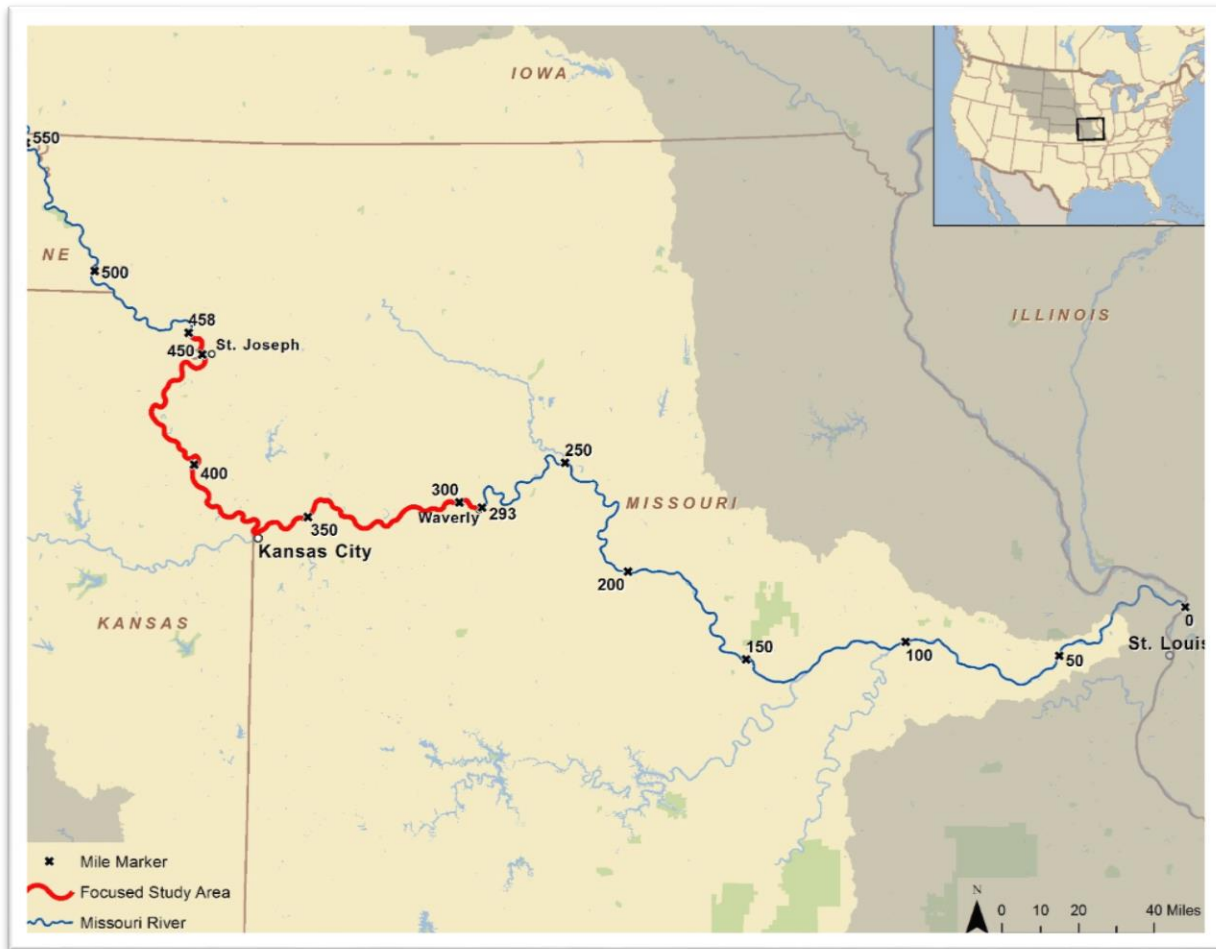 IOWA
550
NE
500
458
450
St. Joseph
ILLINOIS
400
250
300
MISSOURI
Waverly
293
350
Kansas City
200
KANSAS
150
100
50
0
St. Louis
Mile Marker
Focused Study Area
Missouri River
N
0 10 20 40 Miles